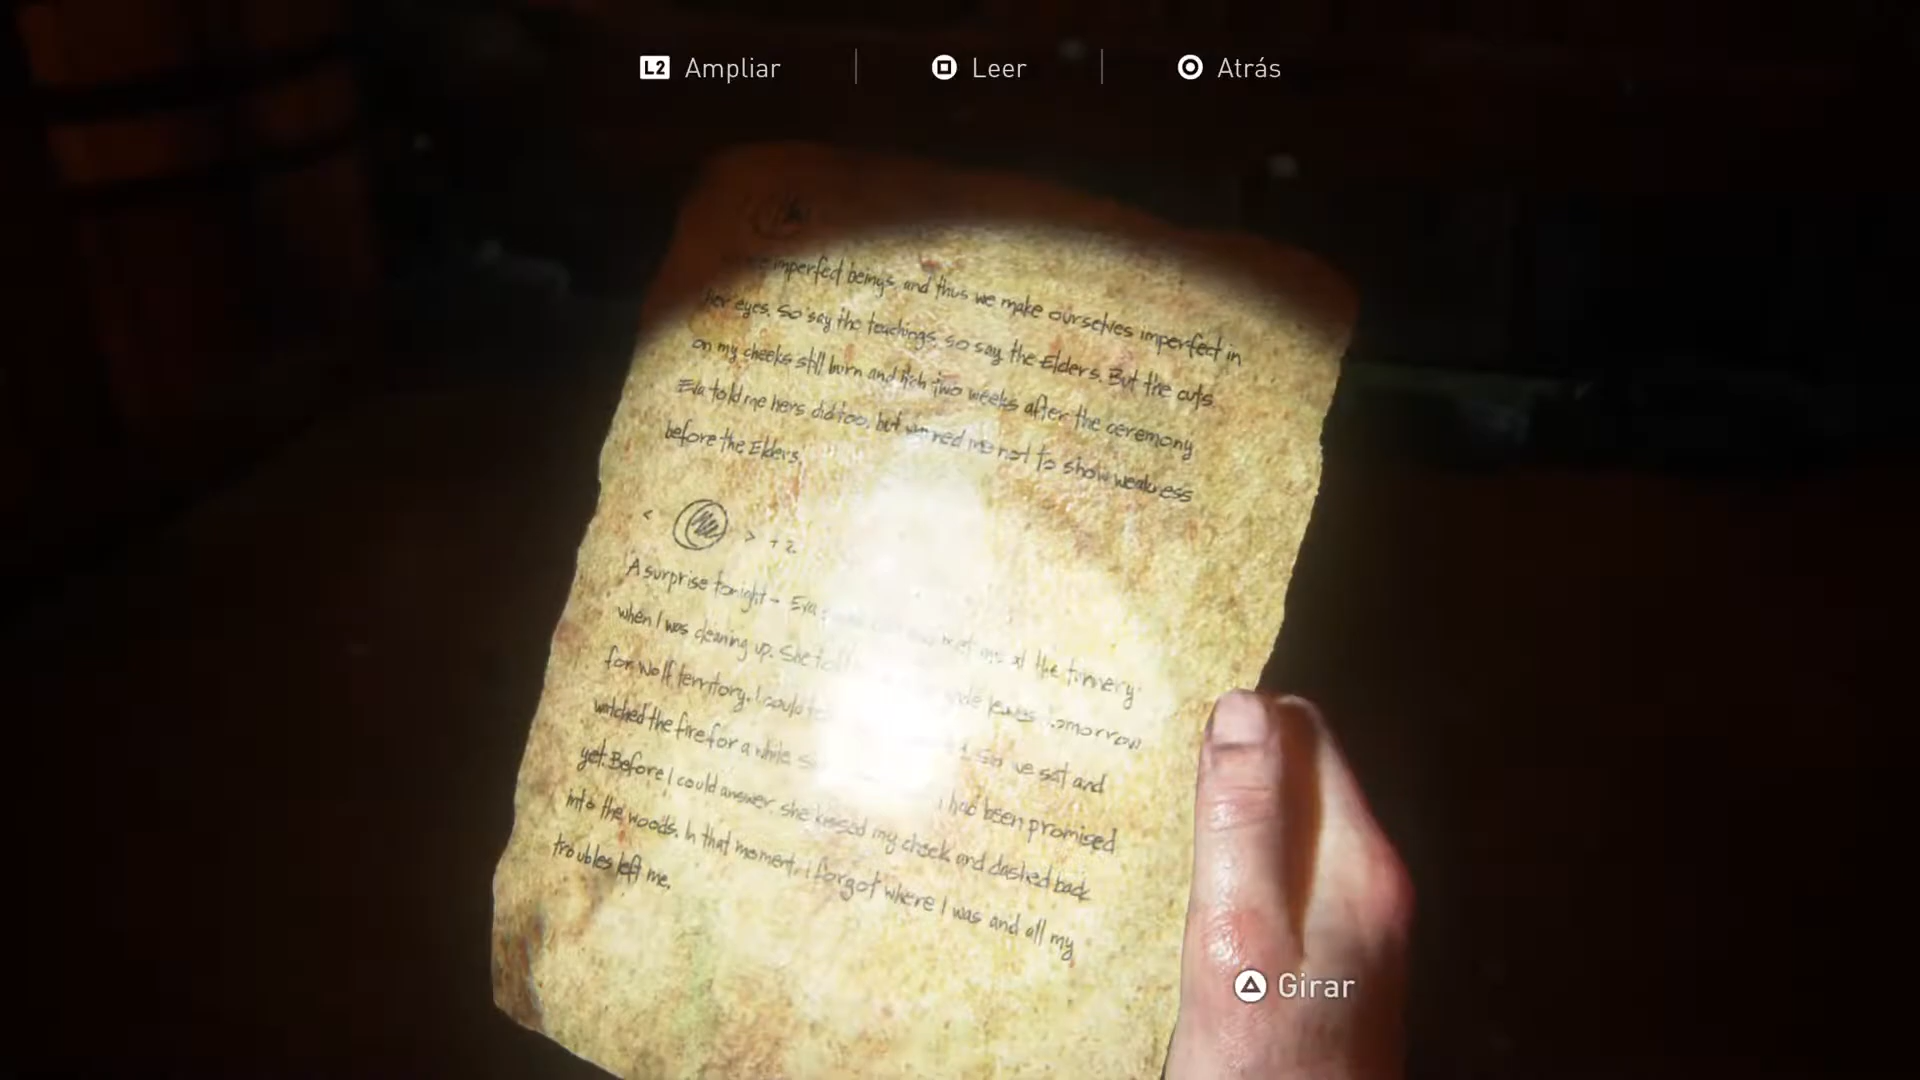 L2 Ampliar
Leer
Atrás
imperfect beings, and thus we make ourselves imperfect in
Her eyes. So say the teachings, so say the Elders. But the cuts
on my cheeks still burn and itch two weeks after the ceremony
Eva told me hers did too, but warned me not to show weakness
before the Elders.
< > + 2
A surprise tonight - Eva met me at the tannery
when I was cleaning up. She leaves tomorrow
for Wolf territory. I could we sat and
watched the fire for a while I had been promised
yet. Before I could answer, she kissed my cheek and dashed back
into the woods. In that moment, I forgot where I was and all my
troubles left me.
Girar